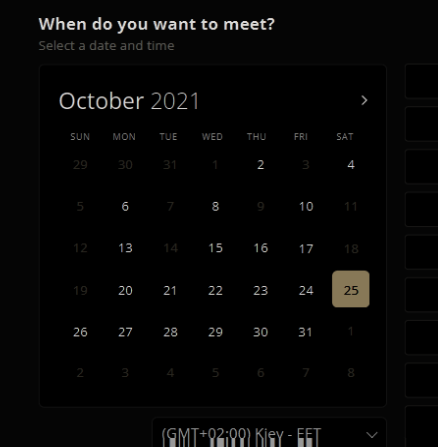 When do you want to meet?
Select a date and time
October 2021 >
SUN MON TUE WED THU FRI SAT
29 30 31 1 2 3 4
5 6 7 8 9 10 11
12 13 14 15 16 17 18
19 20 21 22 23 24 25
26 27 28 29 30 31 1
2 3 4 5 6 7 8
(GMT+02:00) Kiev - EET